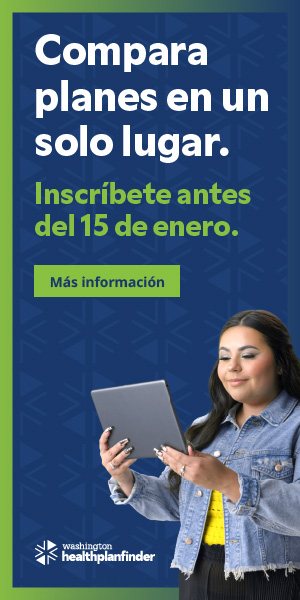 Compara
planes en un
solo lugar.
Inscríbete antes
del 15 de enero.
Más información
washington
healthplanfinder